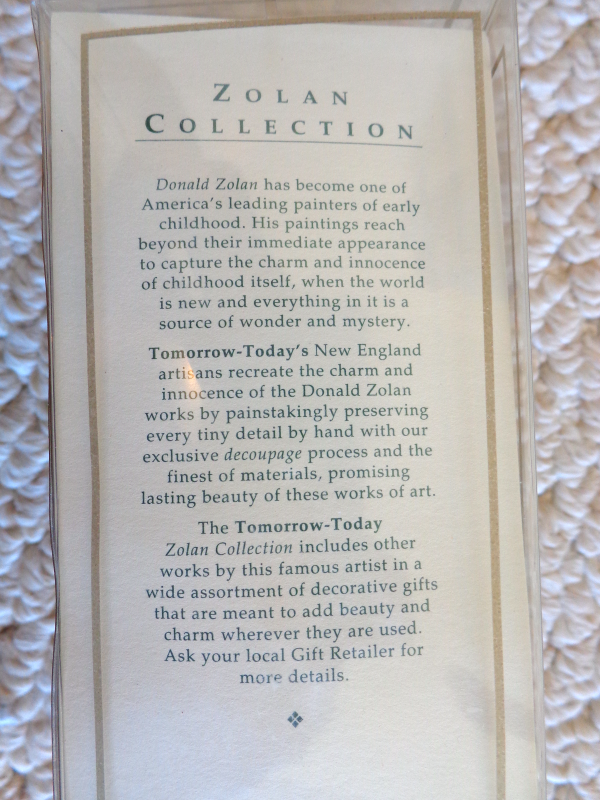 ZOLAN
COLLECTION
Donald Zolan has become one of
America's leading painters of early
childhood. His paintings reach
beyond their immediate appearance
to capture the charm and innocence
of childhood itself, when the world
is new and everything in it is a
source of wonder and mystery.
Tomorrow-Today's New England
artisans recreate the charm and
innocence of the Donald Zolan
works by painstakingly preserving
every tiny detail by hand with our
exclusive decoupage process and the
finest of materials, promising
lasting beauty of these works of art.
The Tomorrow-Today
Zolan Collection includes other
works by this famous artist in a
wide assortment of decorative gifts
that are meant to add beauty and
charm wherever they are used.
Ask your local Gift Retailer for
more details.